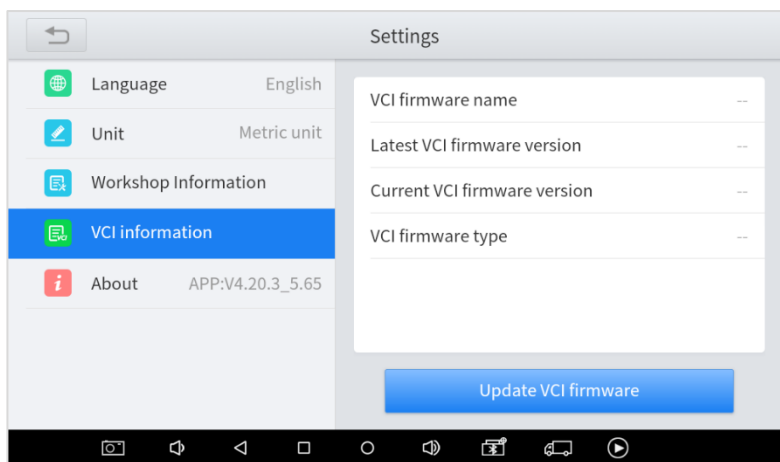 Settings
Language English
Unit Metric unit
Workshop Information
VCI information
About APP:V4.20.3_5.65
VCI firmware name --
Latest VCI firmware version --
Current VCI firmware version --
VCI firmware type --
Update VCI firmware